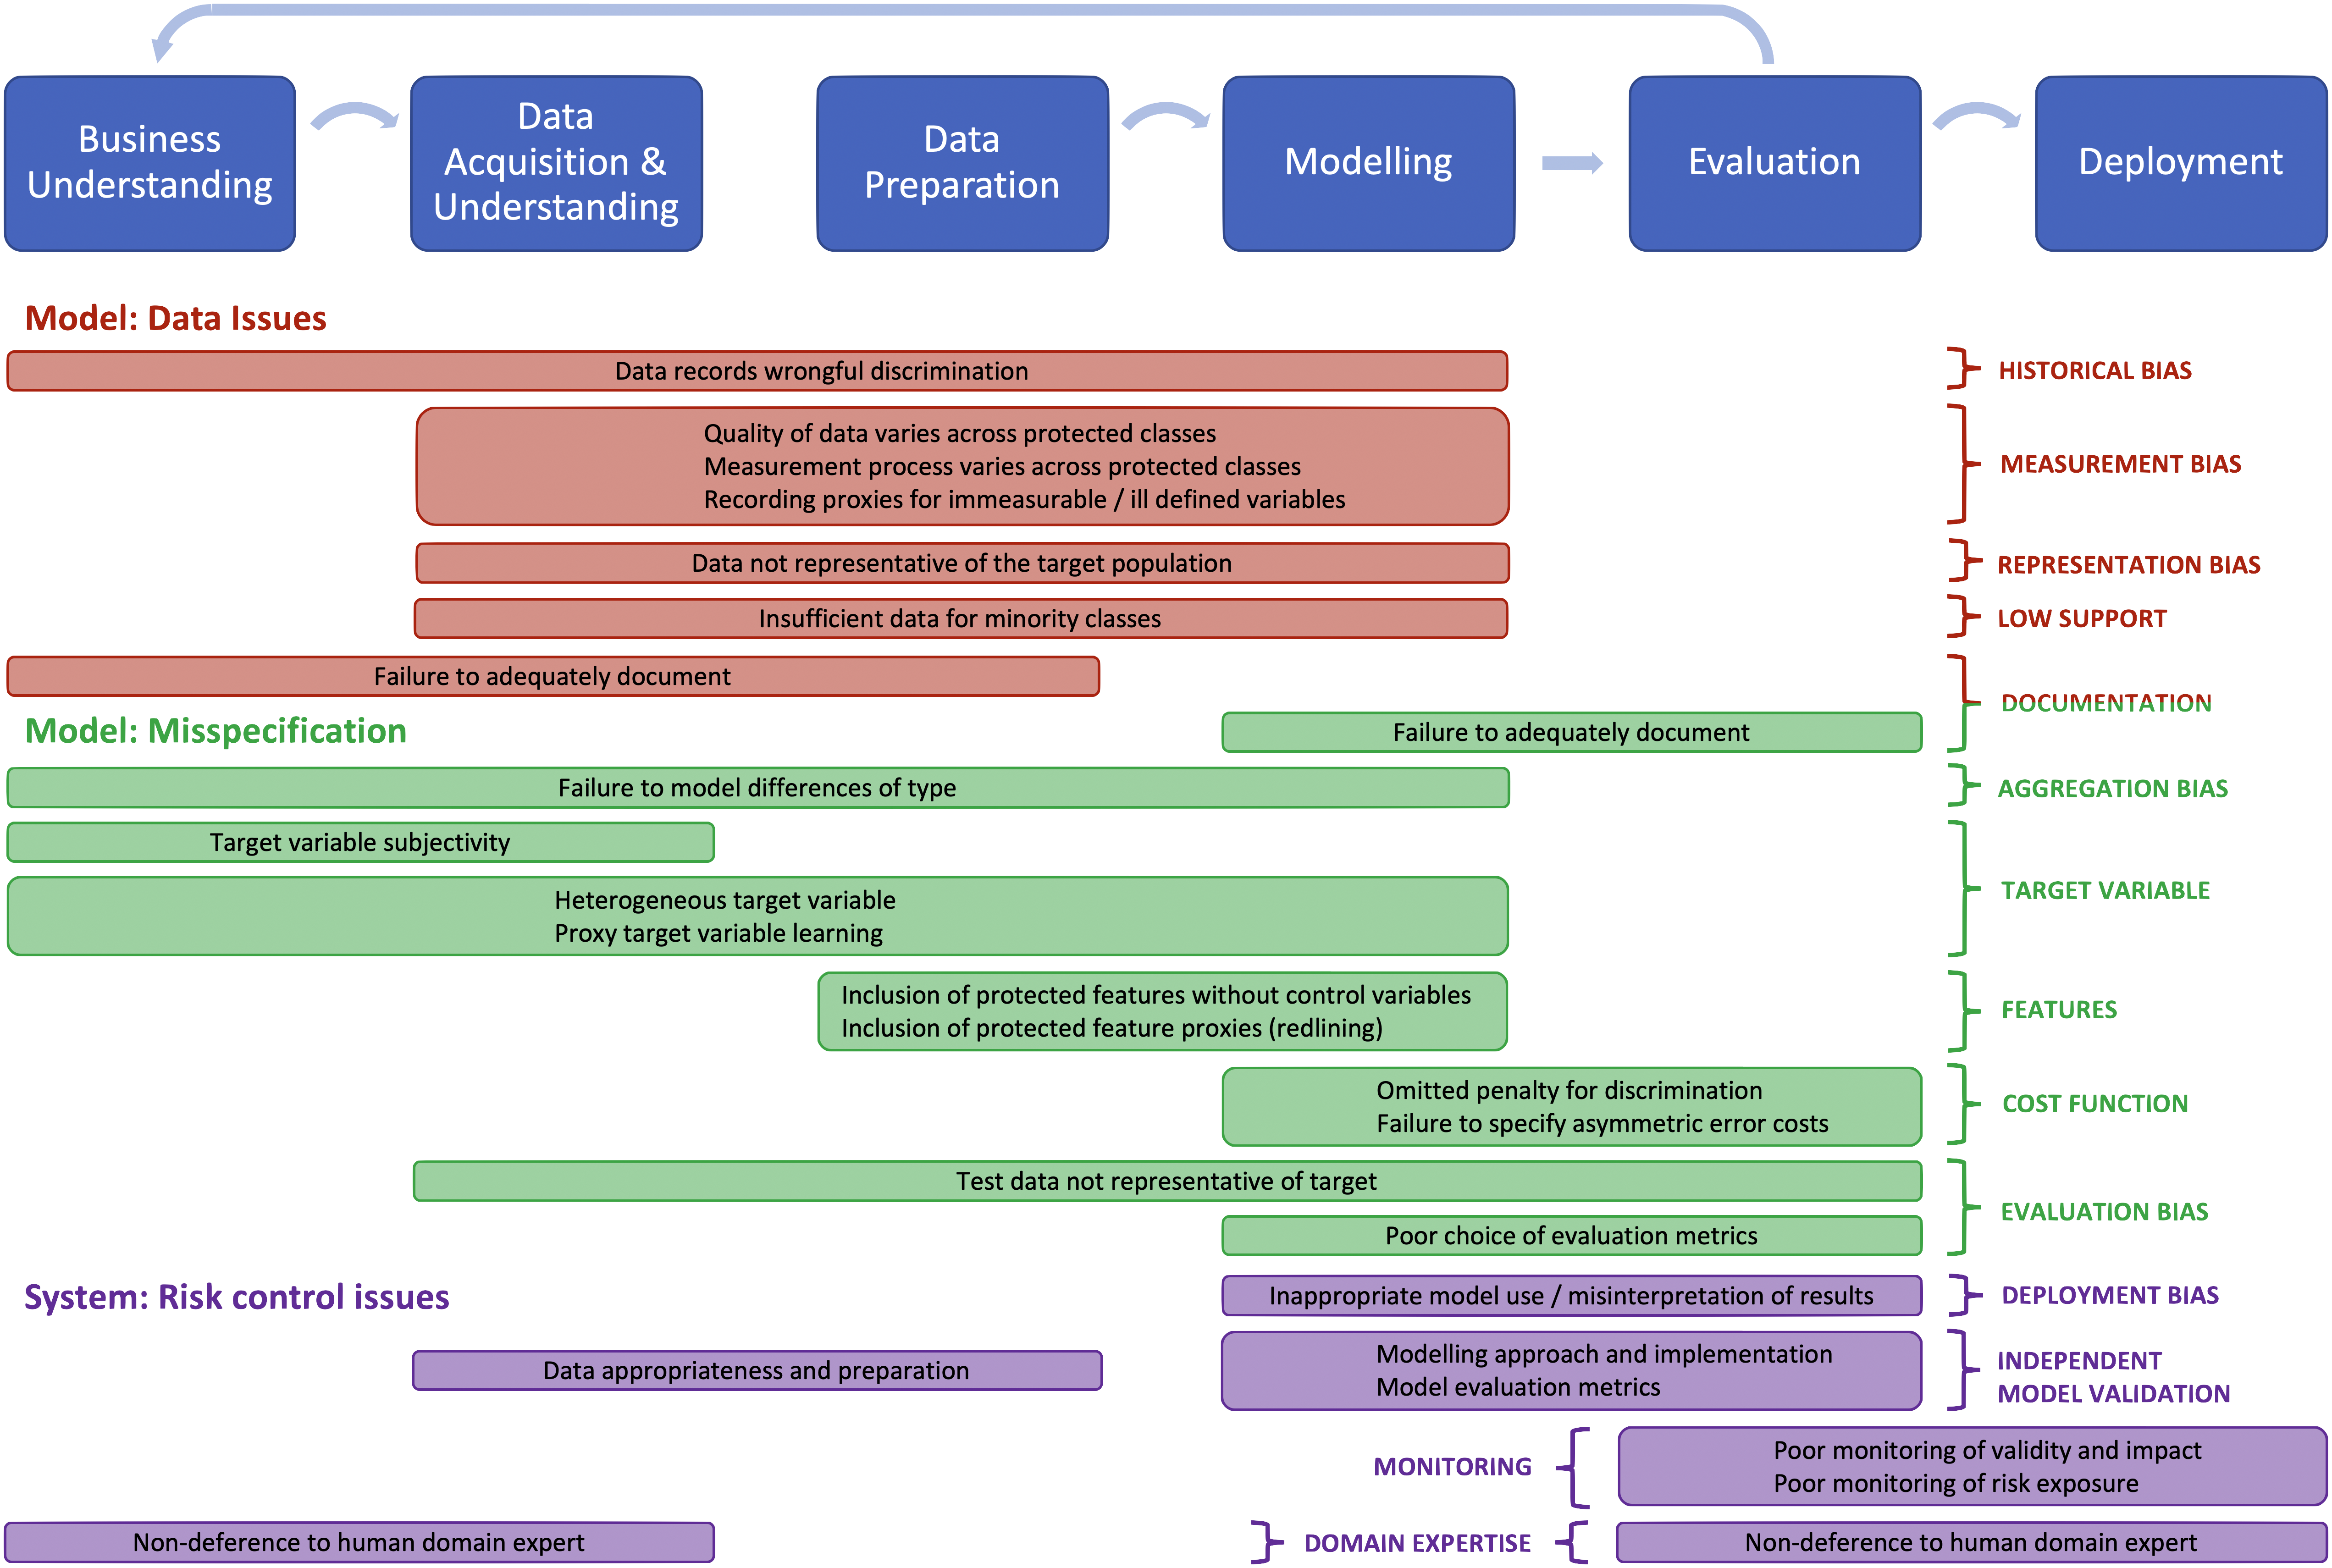 Business
Understanding
Data
Acquisition &
Understanding
Data
Preparation
Modelling
Evaluation
Deployment
Model: Data Issues
Data records wrongful discrimination
HISTORICAL BIAS
Quality of data varies across protected classes
Measurement process varies across protected classes
Recording proxies for immeasurable / ill defined variables
MEASUREMENT BIAS
Data not representative of the target population
REPRESENTATION BIAS
Insufficient data for minority classes
LOW SUPPORT
Failure to adequately document
DOCUMENTATION
Model: Misspecification
Failure to adequately document
Failure to model differences of type
AGGREGATION BIAS
Target variable subjectivity
Heterogeneous target variable
Proxy target variable learning
TARGET VARIABLE
Inclusion of protected features without control variables
Inclusion of protected feature proxies (redlining)
FEATURES
Omitted penalty for discrimination
Failure to specify asymmetric error costs
COST FUNCTION
Test data not representative of target
Poor choice of evaluation metrics
EVALUATION BIAS
System: Risk control issues
Inappropriate model use / misinterpretation of results
DEPLOYMENT BIAS
Data appropriateness and preparation
Modelling approach and implementation
Model evaluation metrics
INDEPENDENT
MODEL VALIDATION
MONITORING
Poor monitoring of validity and impact
Poor monitoring of risk exposure
Non-deference to human domain expert
DOMAIN EXPERTISE
Non-deference to human domain expert